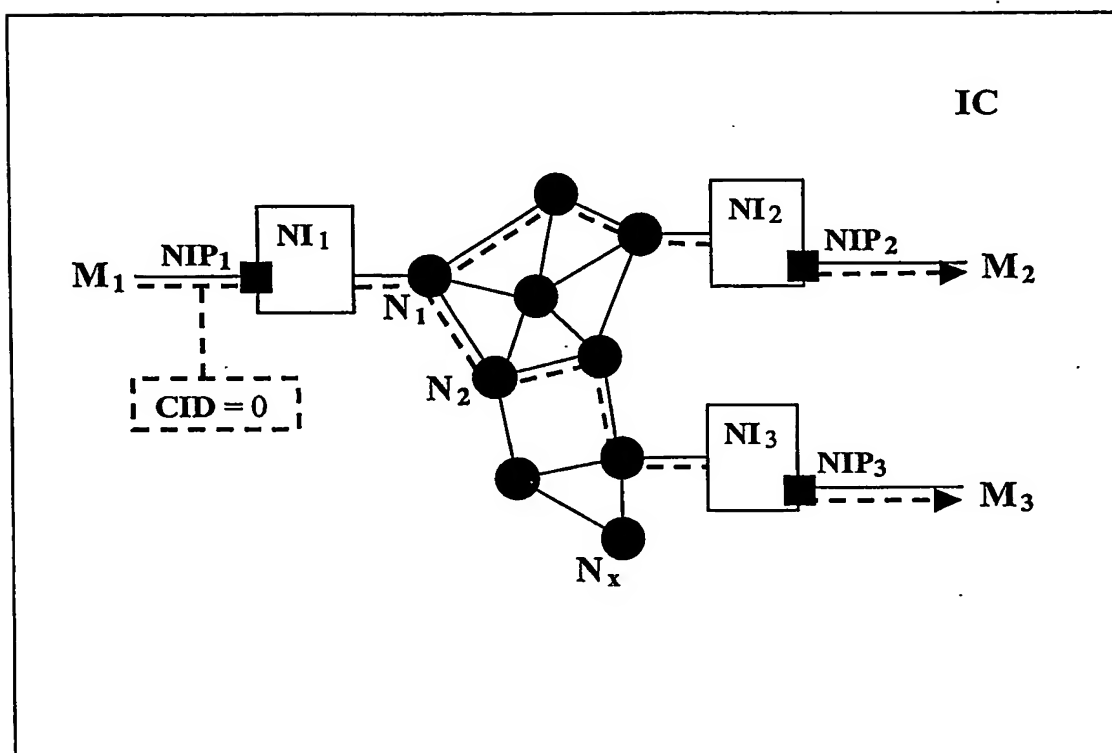 IC
NI₂
NI₁
NIP₁
NIP₂
M₁
M₂
N₁
N₂
CID = 0
NI₃
NIP₃
M₃
Nₓ